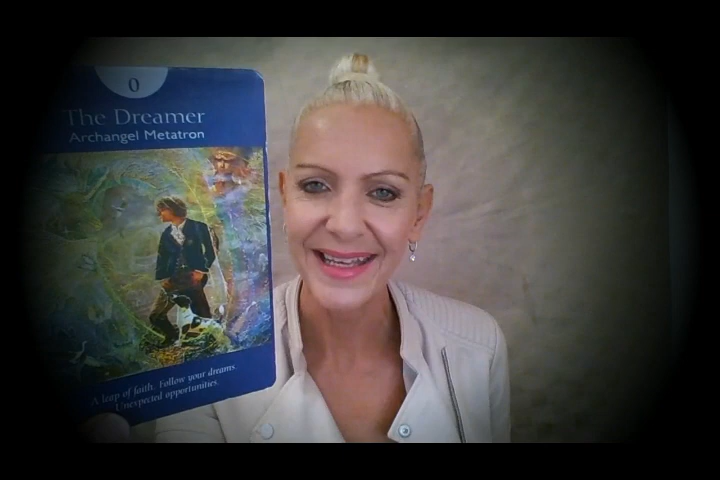 0
The Dreamer
Archangel Metatron
A leap of faith. Follow your dreams.
Unexpected opportunities.